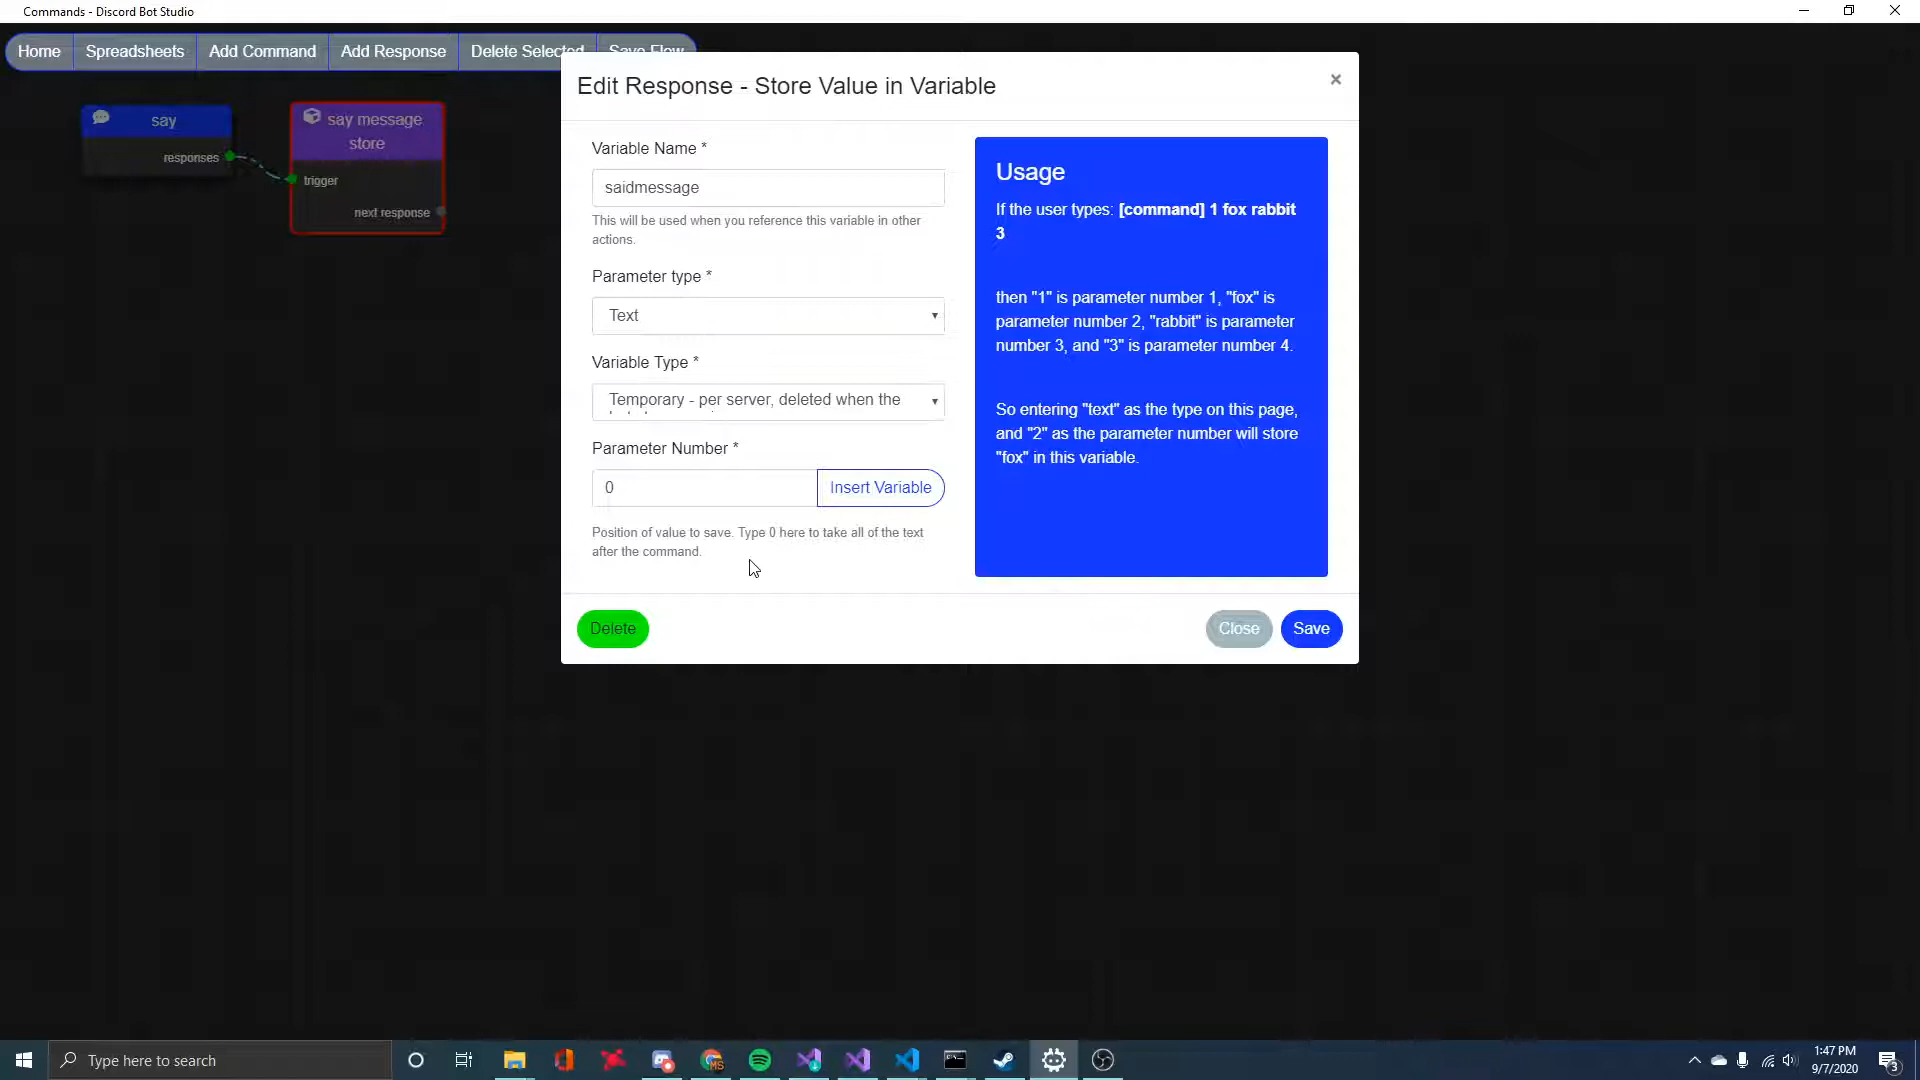 Commands - Discord Bot Studio
Home
Spreadsheets
Add Command
Add Response
Delete Selected
Save Flow
say
responses
say message
store
trigger
next response
Edit Response - Store Value in Variable
×
Variable Name *
saidmessage
This will be used when you reference this variable in other
actions.
Parameter type *
Text
Variable Type *
Temporary - per server, deleted when the
Parameter Number *
0
Insert Variable
Position of value to save. Type 0 here to take all of the text
after the command.
Usage
If the user types: [command] 1 fox rabbit
3
then "1" is parameter number 1, "fox" is
parameter number 2, "rabbit" is parameter
number 3, and "3" is parameter number 4.
So entering "text" as the type on this page,
and "2" as the parameter number will store
"fox" in this variable.
Delete
Close
Save
Type here to search
MS
1:47 PM
9/7/2020
3